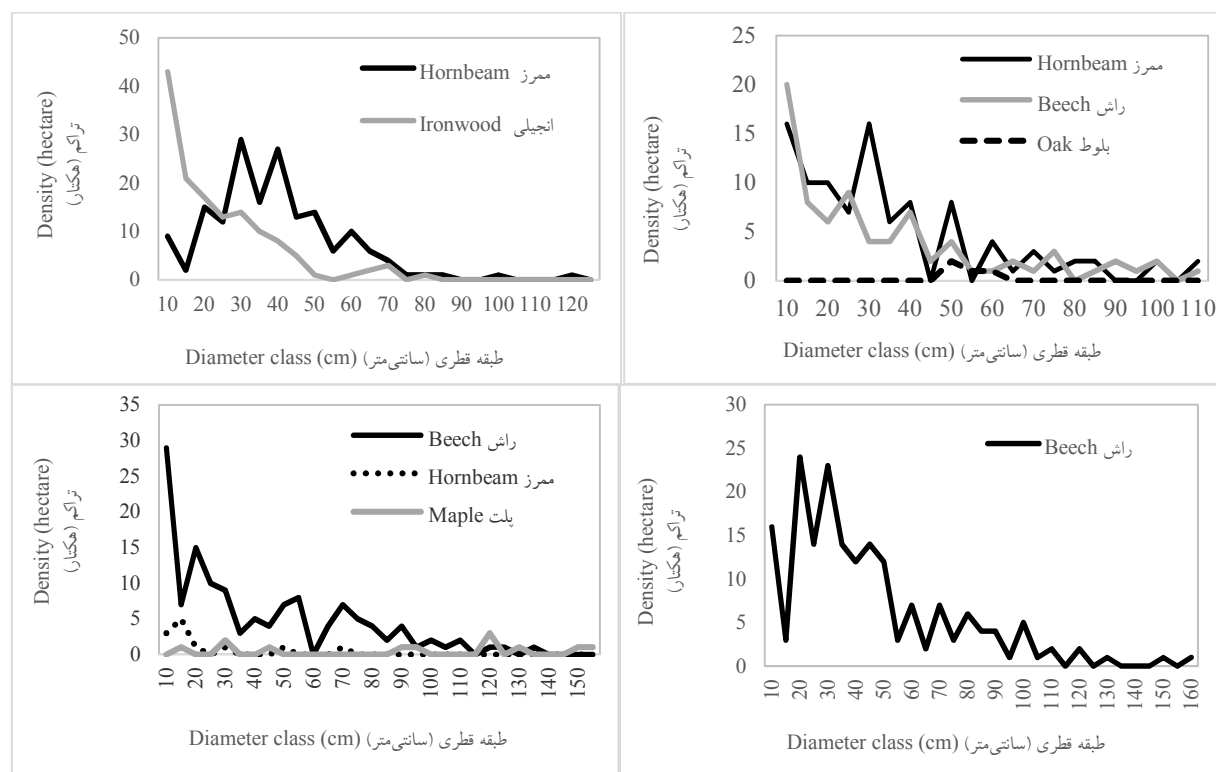 50
40
30
20
10
0
10 20 30 40 50 60 70 80 90 100 110 120
Density (hectare)
تراکم (هکتار)
Hornbeam ممرز
Ironwood انجیلی
Diameter class (cm) طبقه قطری (سانتی‌متر)
25
20
15
10
5
0
10 20 30 40 50 60 70 80 90 100 110
Density (hectare)
تراکم (هکتار)
Hornbeam ممرز
Beech راش
Oak بلوط
Diameter class (cm) طبقه قطری (سانتی‌متر)
35
30
25
20
15
10
5
0
10 20 30 40 50 60 70 80 90 100 110 120 130 140 150
Density (hectare)
تراکم (هکتار)
Beech راش
Hornbeam ممرز
Maple پلت
Diameter class (cm) طبقه قطری (سانتی‌متر)
30
25
20
15
10
5
0
10 20 30 40 50 60 70 80 90 100 110 120 130 140 150 160
Density (hectare)
تراکم (هکتار)
Beech راش
Diameter class (cm) طبقه قطری (سانتی‌متر)